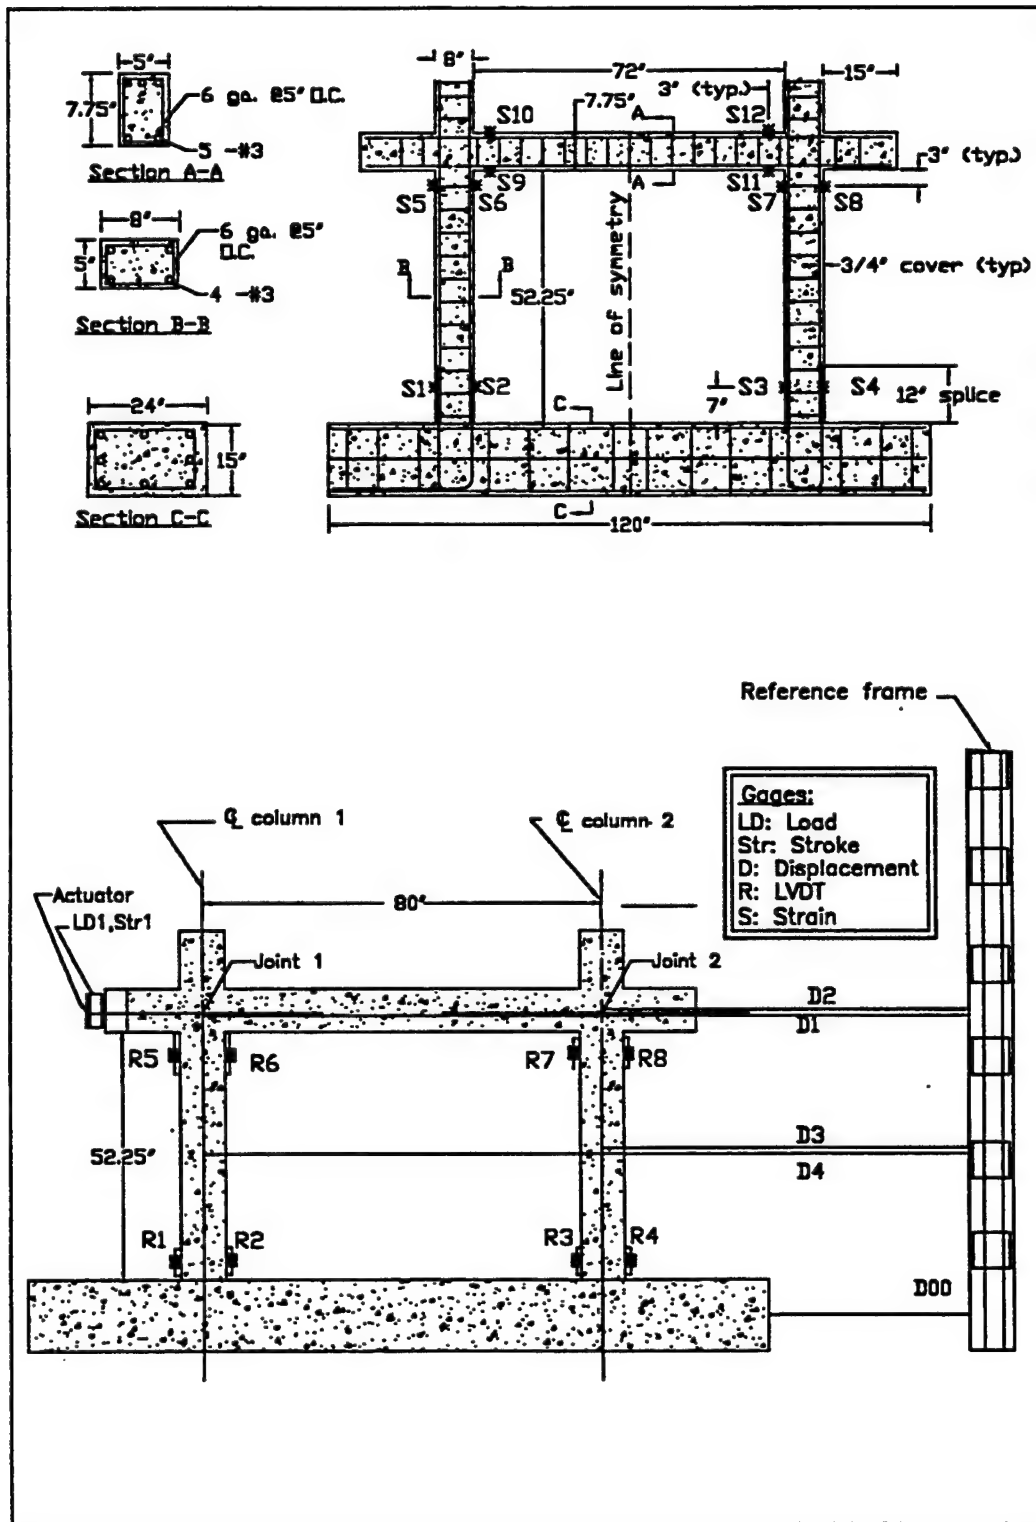 5"
7.75"
6 ga. @5" O.C.
5 -#3
Section A-A
8"
6 ga. @5"
O.C.
5"
4 -#3
Section B-B
24"
15"
Section C-C
8"
72"
15"
3" (typ.)
7.75"
S10
A
S12
S9
A
S11
3" (typ.)
S5
S6
S7
S8
B
B
52.25"
Line of symmetry
3/4" cover (typ)
S1
S2
S3
S4
7"
12" splice
C
C
120"
Reference frame
℄ column 1
℄ column 2
Gages:
LD: Load
Str: Stroke
D: Displacement
R: LVDT
S: Strain
Actuator
LD1,Str1
80"
Joint 1
Joint 2
D2
D1
R5
R6
R7
R8
52.25"
D3
D4
R1
R2
R3
R4
D00